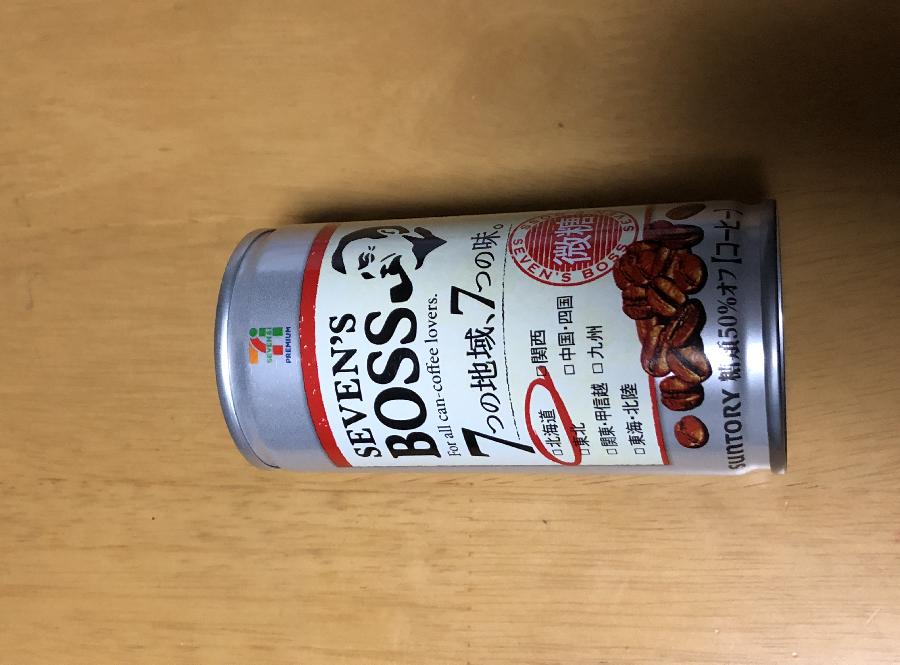 SEVEN&i
PREMIUM
SEVEN'S
BOSS
For all can-coffee lovers.
7つの地域、7つの味。
□北海道 □関西
□東北 □中国・四国
□関東・甲信越 □九州
□東海・北陸
微糖
SEVEN'S BOSS
SUNTORY 糖類50%オフ【コーヒー】